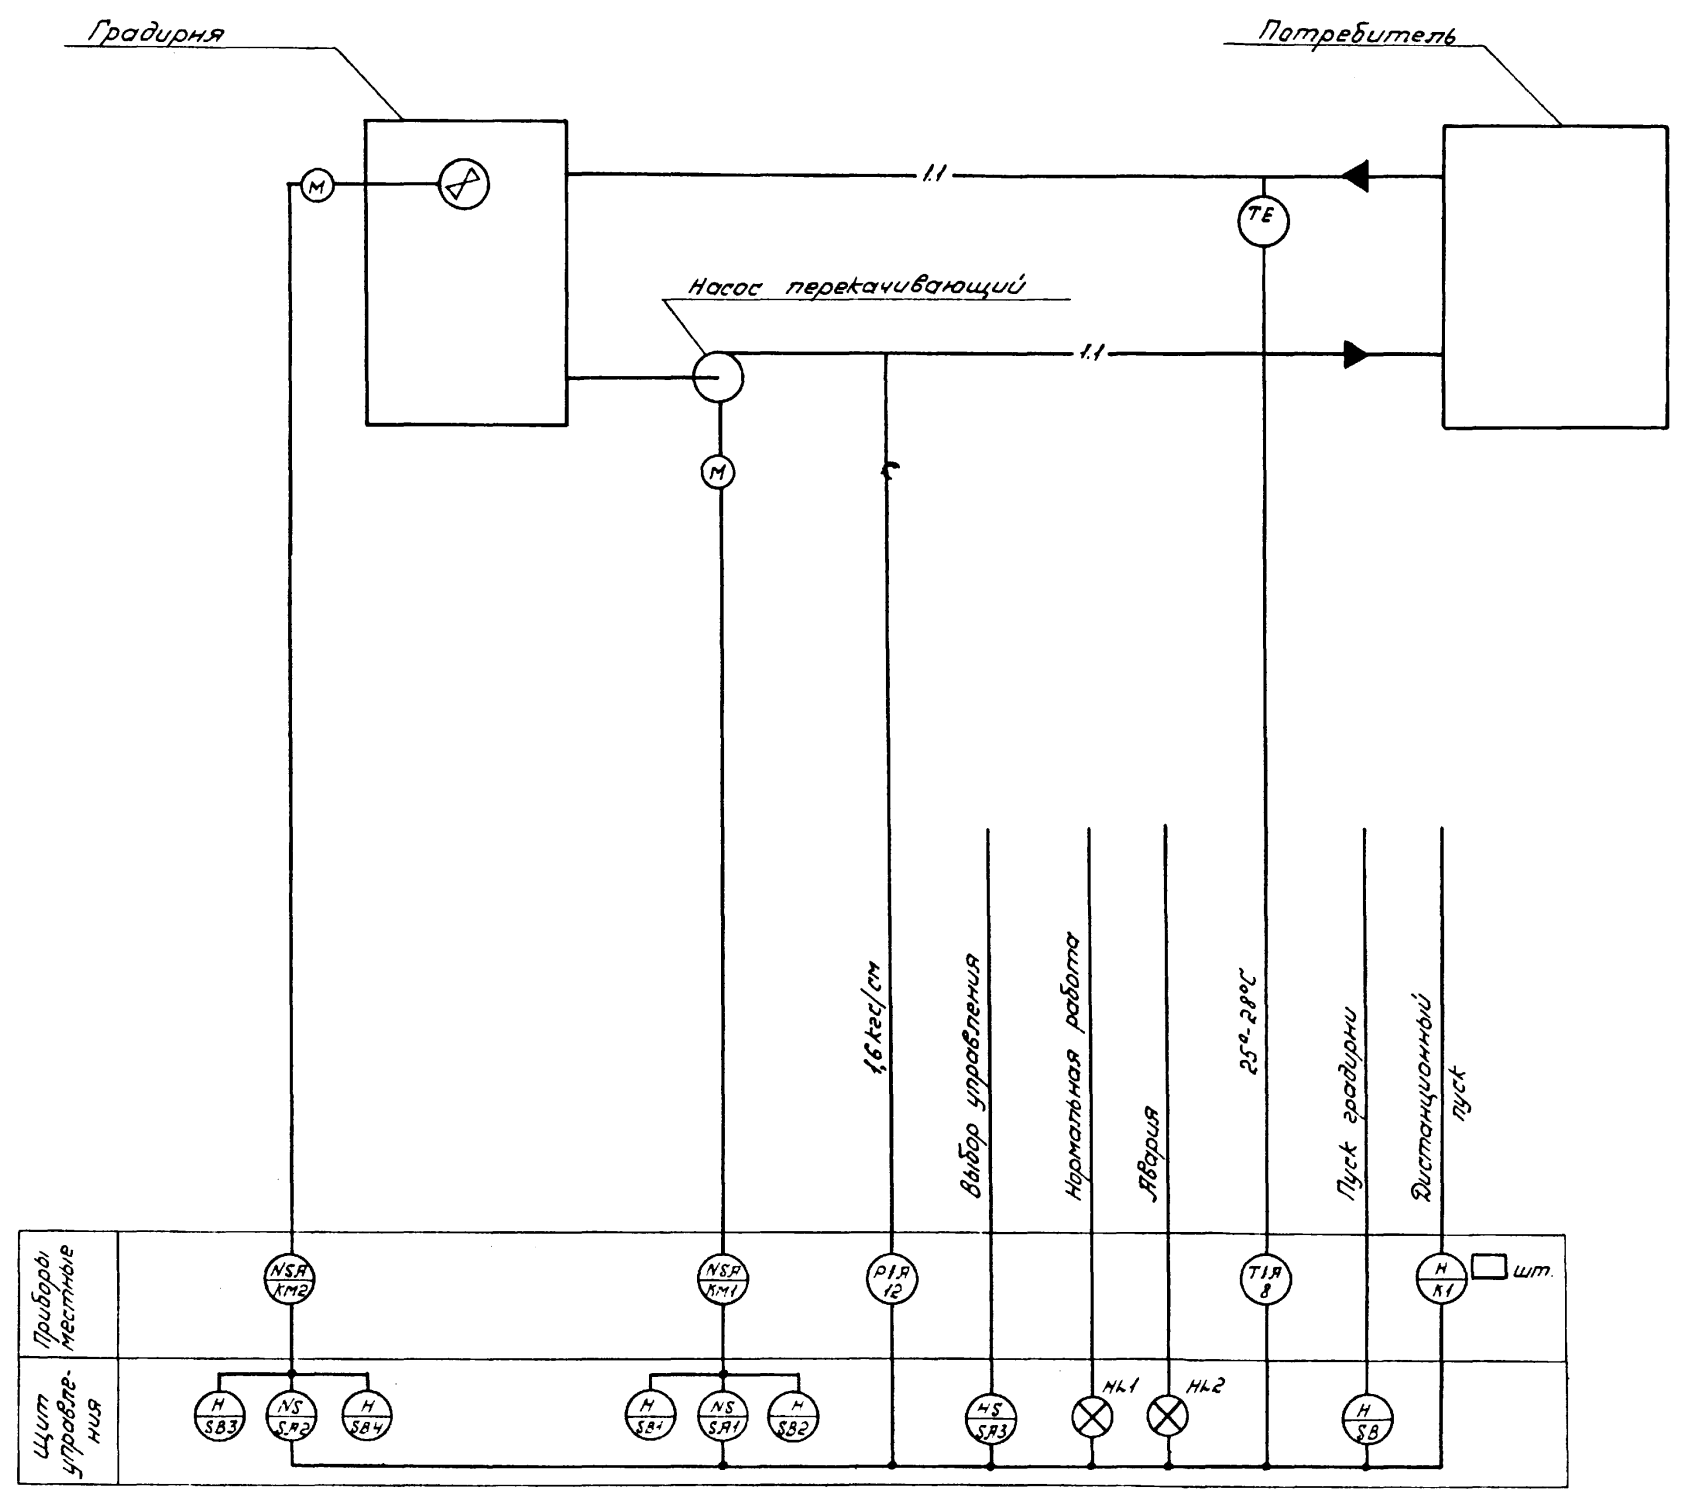 Градирня
Потребитель
M
1.1
TE
Насос перекачивающий
1.1
M
1,6 кгс/см
Выбор управления
Нормальная работа
Авария
25°-28°C
Пуск градирни
Дистанционный
пуск
Приборы
местные
NSA
KM2
NSA
KM1
PIA
12
TIA
8
H
K1
шт.
Щит
управле-
ния
H
SB3
NS
SA2
H
SB4
H
SB1
NS
SA1
H
SB2
HS
SA3
HL1
HL2
H
SB